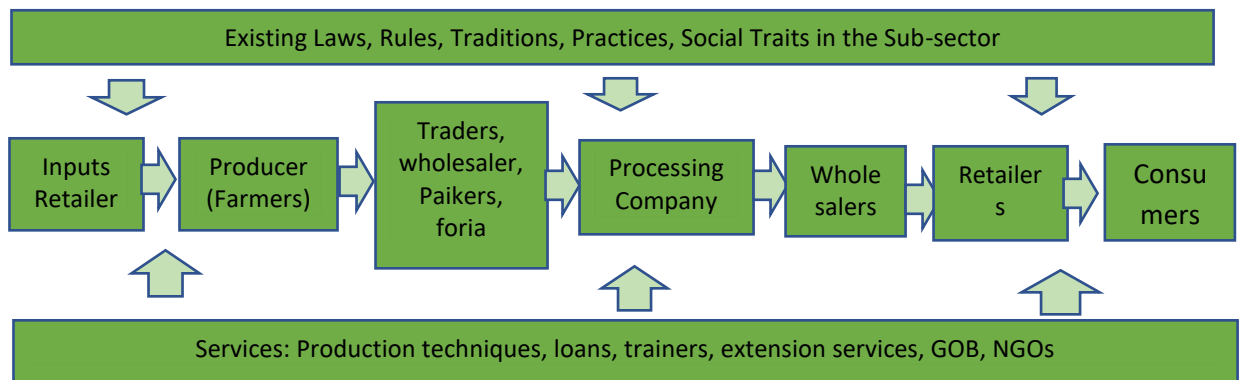 Existing Laws, Rules, Traditions, Practices, Social Traits in the Sub-sector
Inputs
Retailer
Producer
(Farmers)
Traders,
wholesaler,
Paikers,
foria
Processing
Company
Whole
salers
Retailer
s
Consu
mers
Services: Production techniques, loans, trainers, extension services, GOB, NGOs